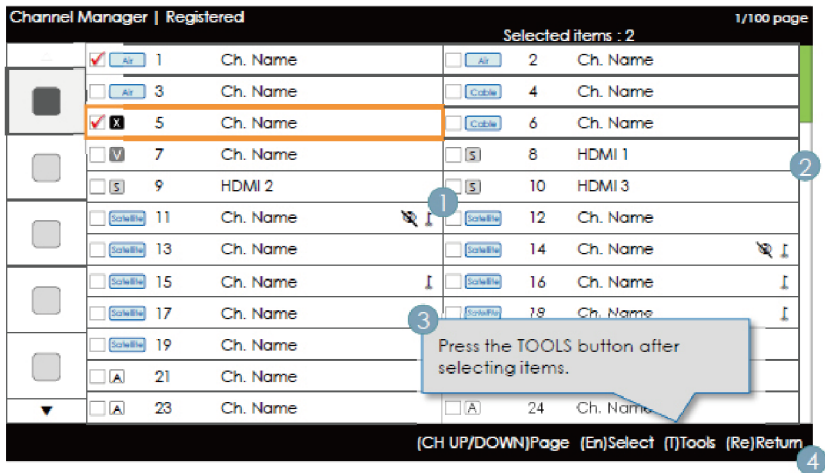 Channel Manager | Registered
1/100 page
Selected items : 2
Air 1 Ch. Name
Air 2 Ch. Name
Air 3 Ch. Name
Cable 4 Ch. Name
X 5 Ch. Name
Cable 6 Ch. Name
V 7 Ch. Name
S 8 HDMI 1
S 9 HDMI 2
S 10 HDMI 3
1
2
Satellite 11 Ch. Name
Satellite 12 Ch. Name
Satellite 13 Ch. Name
Satellite 14 Ch. Name
Satellite 15 Ch. Name
Satellite 16 Ch. Name
Satellite 17 Ch. Name
Satellite 18 Ch. Name
3
Press the TOOLS button after
selecting items.
Satellite 19 Ch. Name
A 21 Ch. Name
A 23 Ch. Name
A 24 Ch. Name
(CH UP/DOWN)Page (En)Select (T)Tools (Re)Return
4